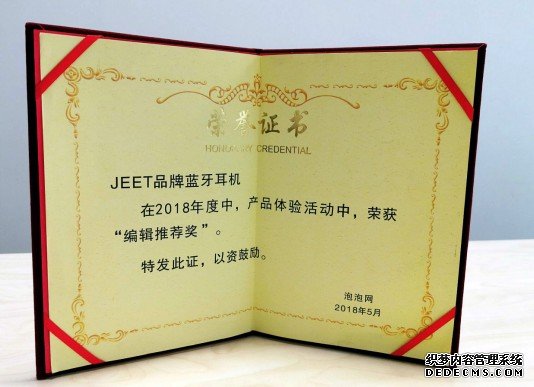 荣誉证书
HONORARY CREDENTIAL
JEET品牌蓝牙耳机
在2018年度中，产品体验活动中，荣获
“编辑推荐奖”。
特发此证，以资鼓励。
泡泡网
2018年5月
织梦内容管理系统
DEDECMS.COM